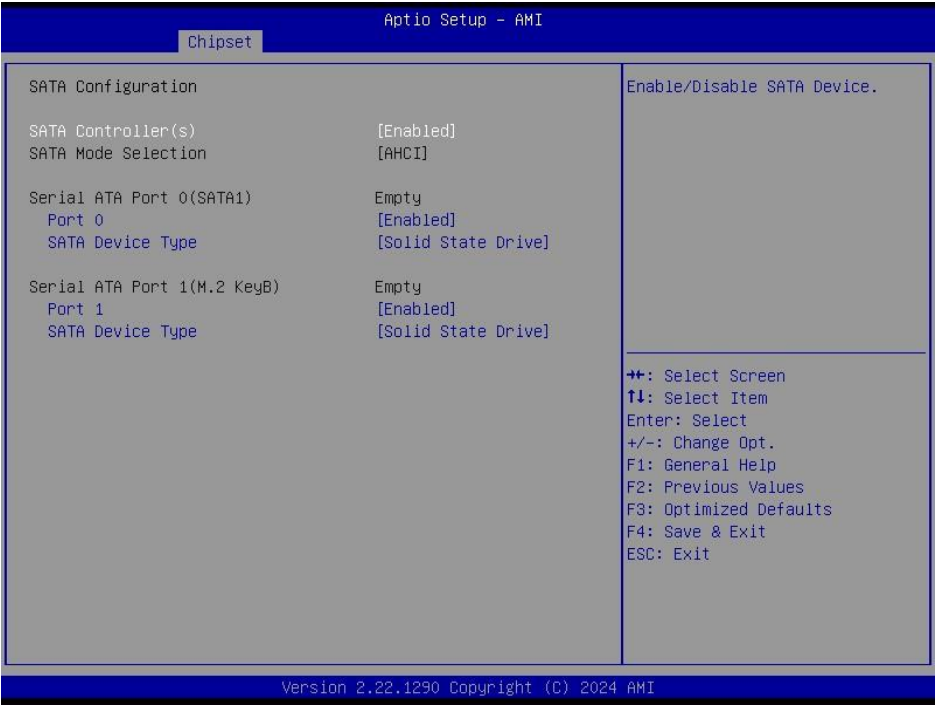 Aptio Setup – AMI
Chipset
SATA Configuration
SATA Controller(s) [Enabled]
SATA Mode Selection [AHCI]
Serial ATA Port 0(SATA1) Empty
Port 0 [Enabled]
SATA Device Type [Solid State Drive]
Serial ATA Port 1(M.2 KeyB) Empty
Port 1 [Enabled]
SATA Device Type [Solid State Drive]
Enable/Disable SATA Device.
→←: Select Screen
↑↓: Select Item
Enter: Select
+/-: Change Opt.
F1: General Help
F2: Previous Values
F3: Optimized Defaults
F4: Save & Exit
ESC: Exit
Version 2.22.1290 Copyright (C) 2024 AMI